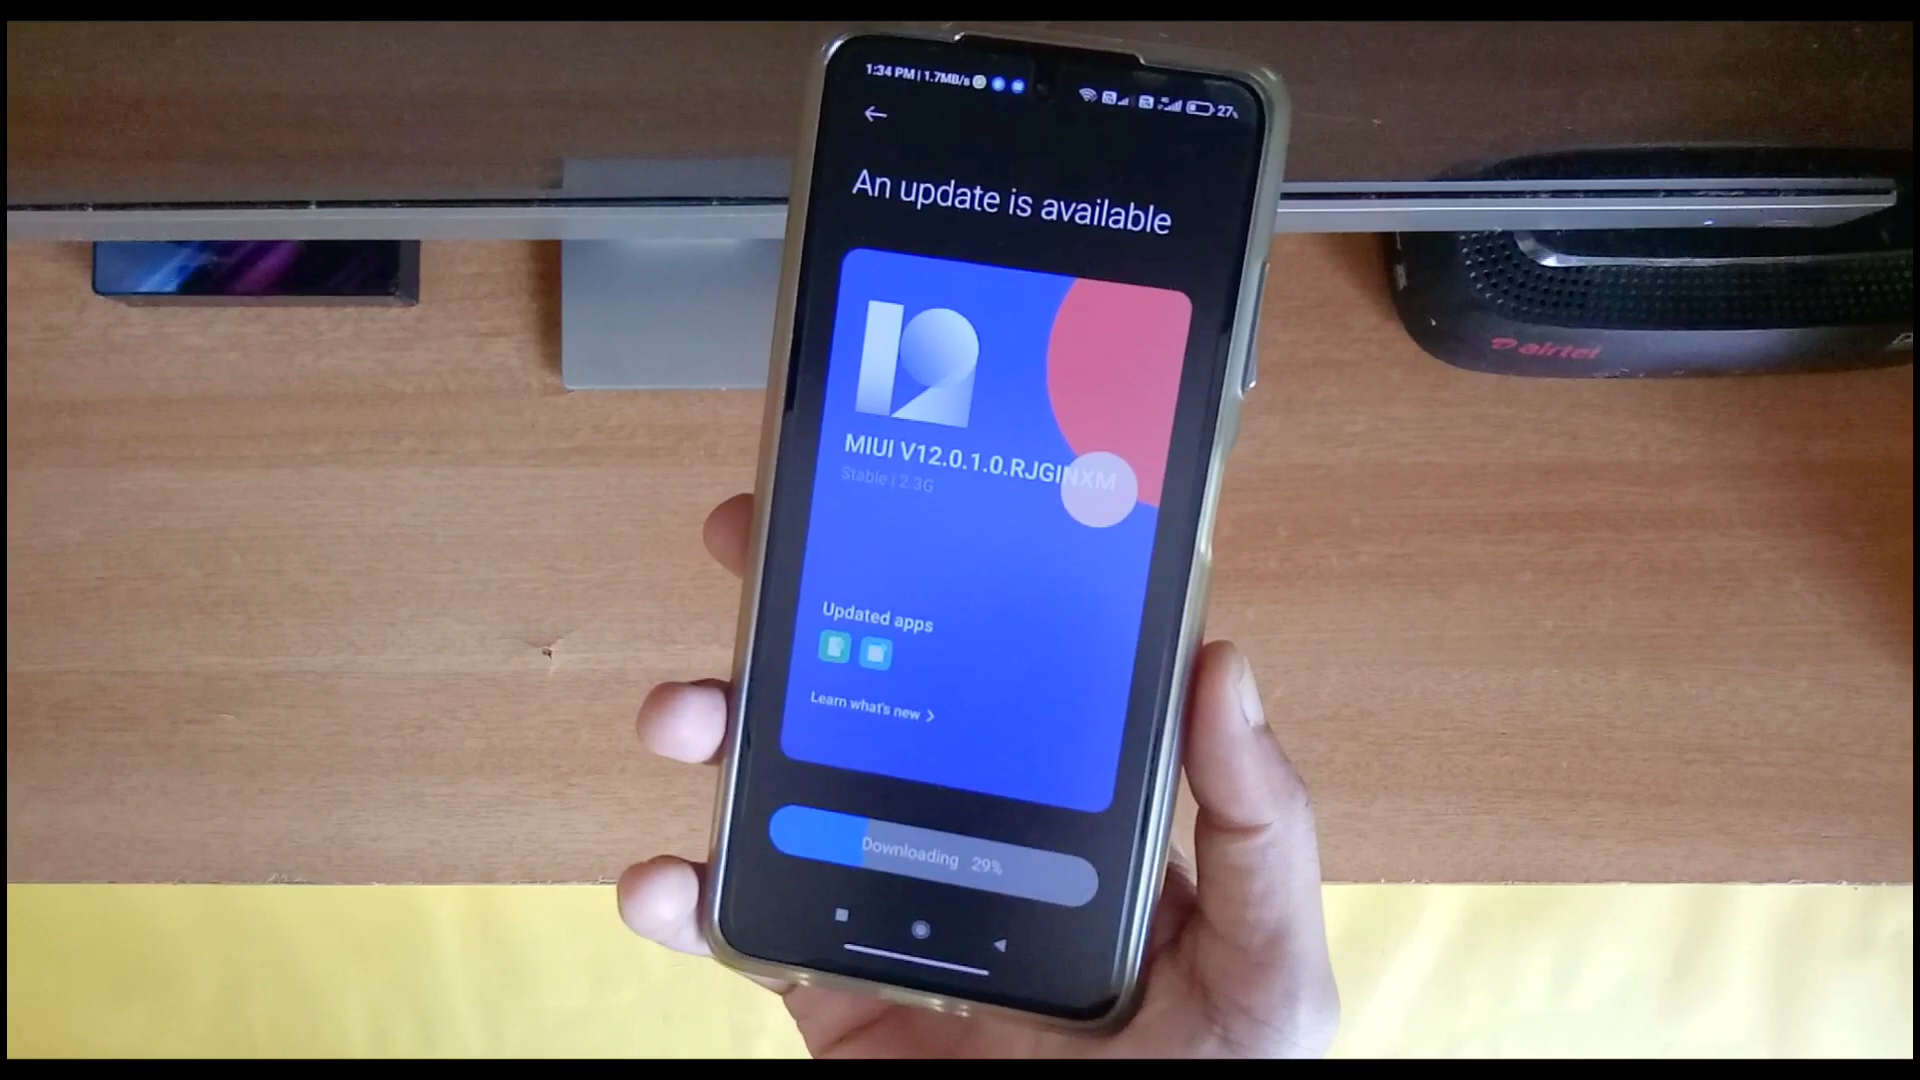 1:34 PM | 1.7MB/s
27%
An update is available
12
MIUI V12.0.1.0.RJGINXM
Stable | 2.3G
Updated apps
Learn what's new >
Downloading 29%
airtel